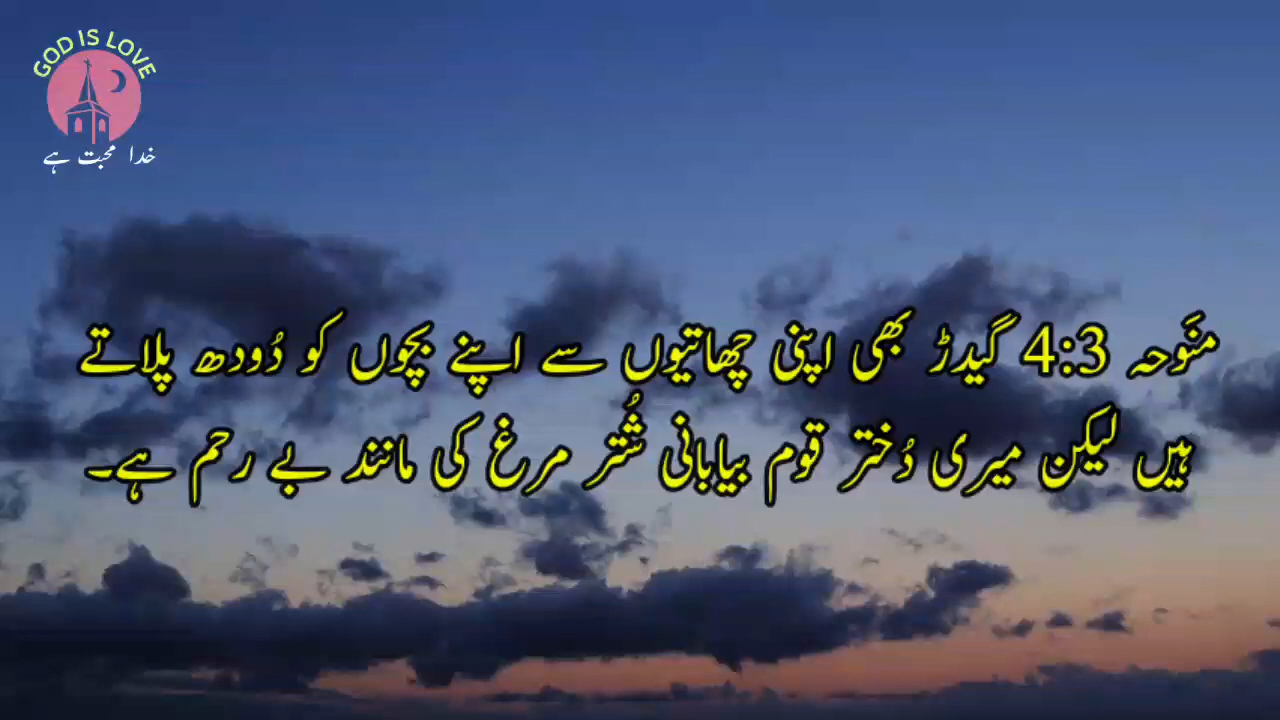 GOD IS LOVE
خدا محبت ہے
منَوحہ 4:3 گیدڑ بھی اپنی چھاتیوں سے اپنے بچوں کو دُودھ پلاتے
ہیں لیکن میری دُختر قوم بیابانی شُتر مرغ کی مانند بے رحم ہے۔